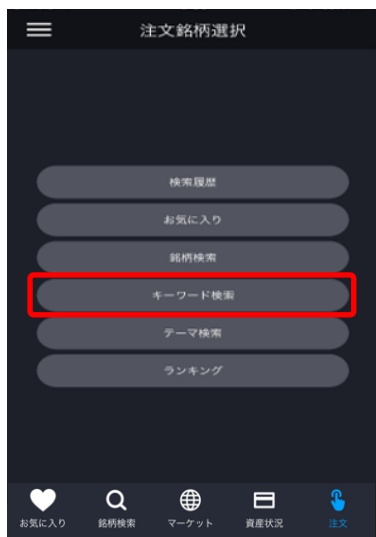 注文銘柄選択
検索履歴
お気に入り
銘柄検索
キーワード検索
テーマ検索
ランキング
お気に入り 銘柄検索 マーケット 資産状況 注文